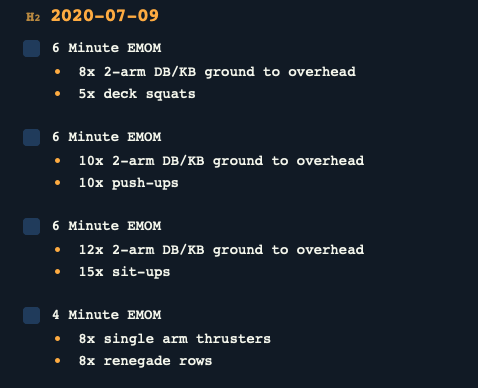 H2 2020-07-09
6 Minute EMOM
• 8x 2-arm DB/KB ground to overhead
• 5x deck squats
6 Minute EMOM
• 10x 2-arm DB/KB ground to overhead
• 10x push-ups
6 Minute EMOM
• 12x 2-arm DB/KB ground to overhead
• 15x sit-ups
4 Minute EMOM
• 8x single arm thrusters
• 8x renegade rows